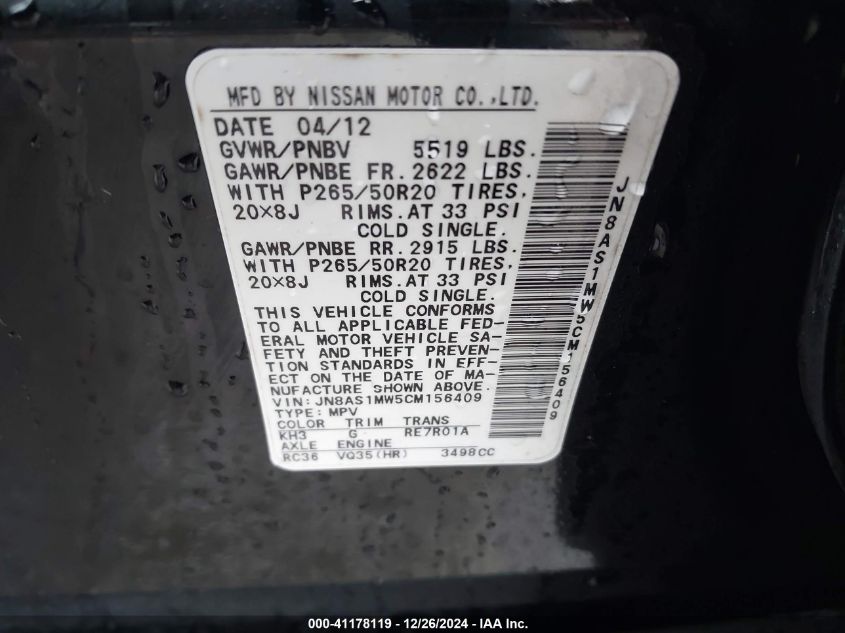 MFD BY NISSAN MOTOR CO.,LTD.
DATE 04/12
GVWR/PNBV 5519 LBS.
GAWR/PNBE FR. 2622 LBS.
WITH P265/50R20 TIRES,
20×8J RIMS.AT 33 PSI
COLD SINGLE.
GAWR/PNBE RR. 2915 LBS.
WITH P265/50R20 TIRES,
20×8J RIMS.AT 33 PSI
COLD SINGLE.
THIS VEHICLE CONFORMS
TO ALL APPLICABLE FED-
ERAL MOTOR VEHICLE SA-
FETY AND THEFT PREVEN-
TION STANDARDS IN EFF-
ECT ON THE DATE OF MA-
NUFACTURE SHOWN ABOVE.
VIN: JN8AS1MW5CM156409
TYPE: MPV
COLOR TRIM TRANS
KH3 G RE7R01A
AXLE ENGINE
RC36 VQ35(HR) 3498CC
JN8AS1MW5CM156409
000-41178119 - 12/26/2024 - IAA Inc.